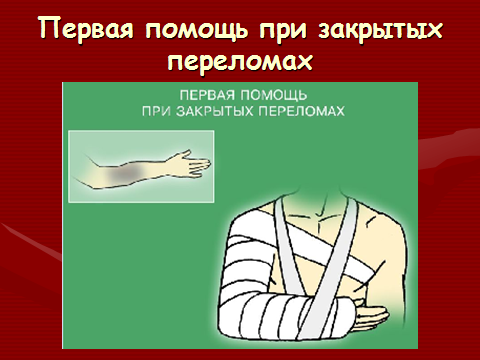 Первая помощь при закрытых
переломах
ПЕРВАЯ ПОМОЩЬ
ПРИ ЗАКРЫТЫХ ПЕРЕЛОМАХ